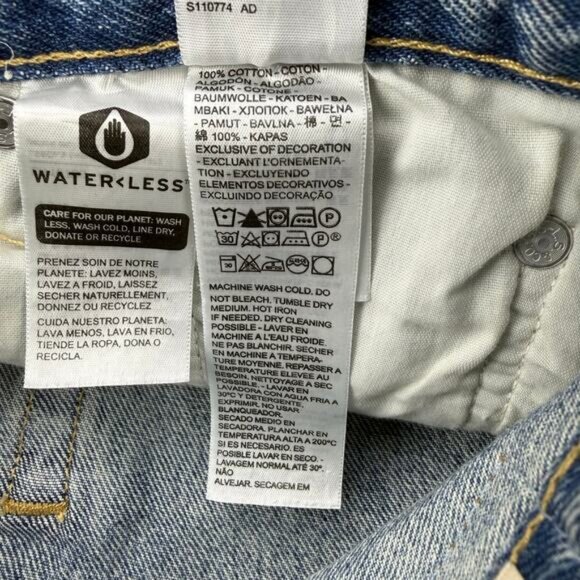 S110774 AD
WATER<LESS™
CARE FOR OUR PLANET: WASH
LESS, WASH COLD, LINE DRY,
DONATE OR RECYCLE
PRENEZ SOIN DE NOTRE
PLANETE: LAVEZ MOINS,
LAVEZ A FROID, LAISSEZ
SECHER NATURELLEMENT,
DONNEZ OU RECYCLEZ
CUIDA NUESTRO PLANETA:
LAVA MENOS, LAVA EN FRIO,
TIENDE LA ROPA, DONA O
RECICLA.
100% COTTON - COTON -
ALGODÓN - ALGODÃO -
PAMUK - COTONE -
BAUMWOLLE - KATOEN - BA
MBAKI - ХЛОПОК - BAWEŁNA
- PAMUT - BAVLNA - 棉 - 면 -
綿 100% - KAPAS
EXCLUSIVE OF DECORATION
- EXCLUANT L'ORNEMENTA-
TION - EXCLUYENDO
ELEMENTOS DECORATIVOS -
EXCLUINDO DECORAÇÃO
30 P
MACHINE WASH COLD. DO
NOT BLEACH. TUMBLE DRY
MEDIUM. HOT IRON
IF NEEDED. DRY CLEANING
POSSIBLE - LAVER EN
MACHINE A L'EAU FROIDE.
NE PAS BLANCHIR. SECHER
EN MACHINE A TEMPERA-
TURE MOYENNE. REPASSER A
TEMPERATURE ELEVEE AU
BESOIN. NETTOYAGE A SEC
POSSIBLE. - LAVAR EN
LAVADORA CON AGUA FRIA A
30ºC Y DETERGENTE,
EXPRIMIR. NO USAR
BLANQUEADOR.
SECADO MEDIO EN
SECADORA. PLANCHAR EN
TEMPERATURA ALTA A 200ºC
SI ES NECESARIO. ES
POSIBLE LAVAR EN SECO. -
LAVAGEM NORMAL ATÉ 30º.
NÃO
ALVEJAR. SECAGEM EM